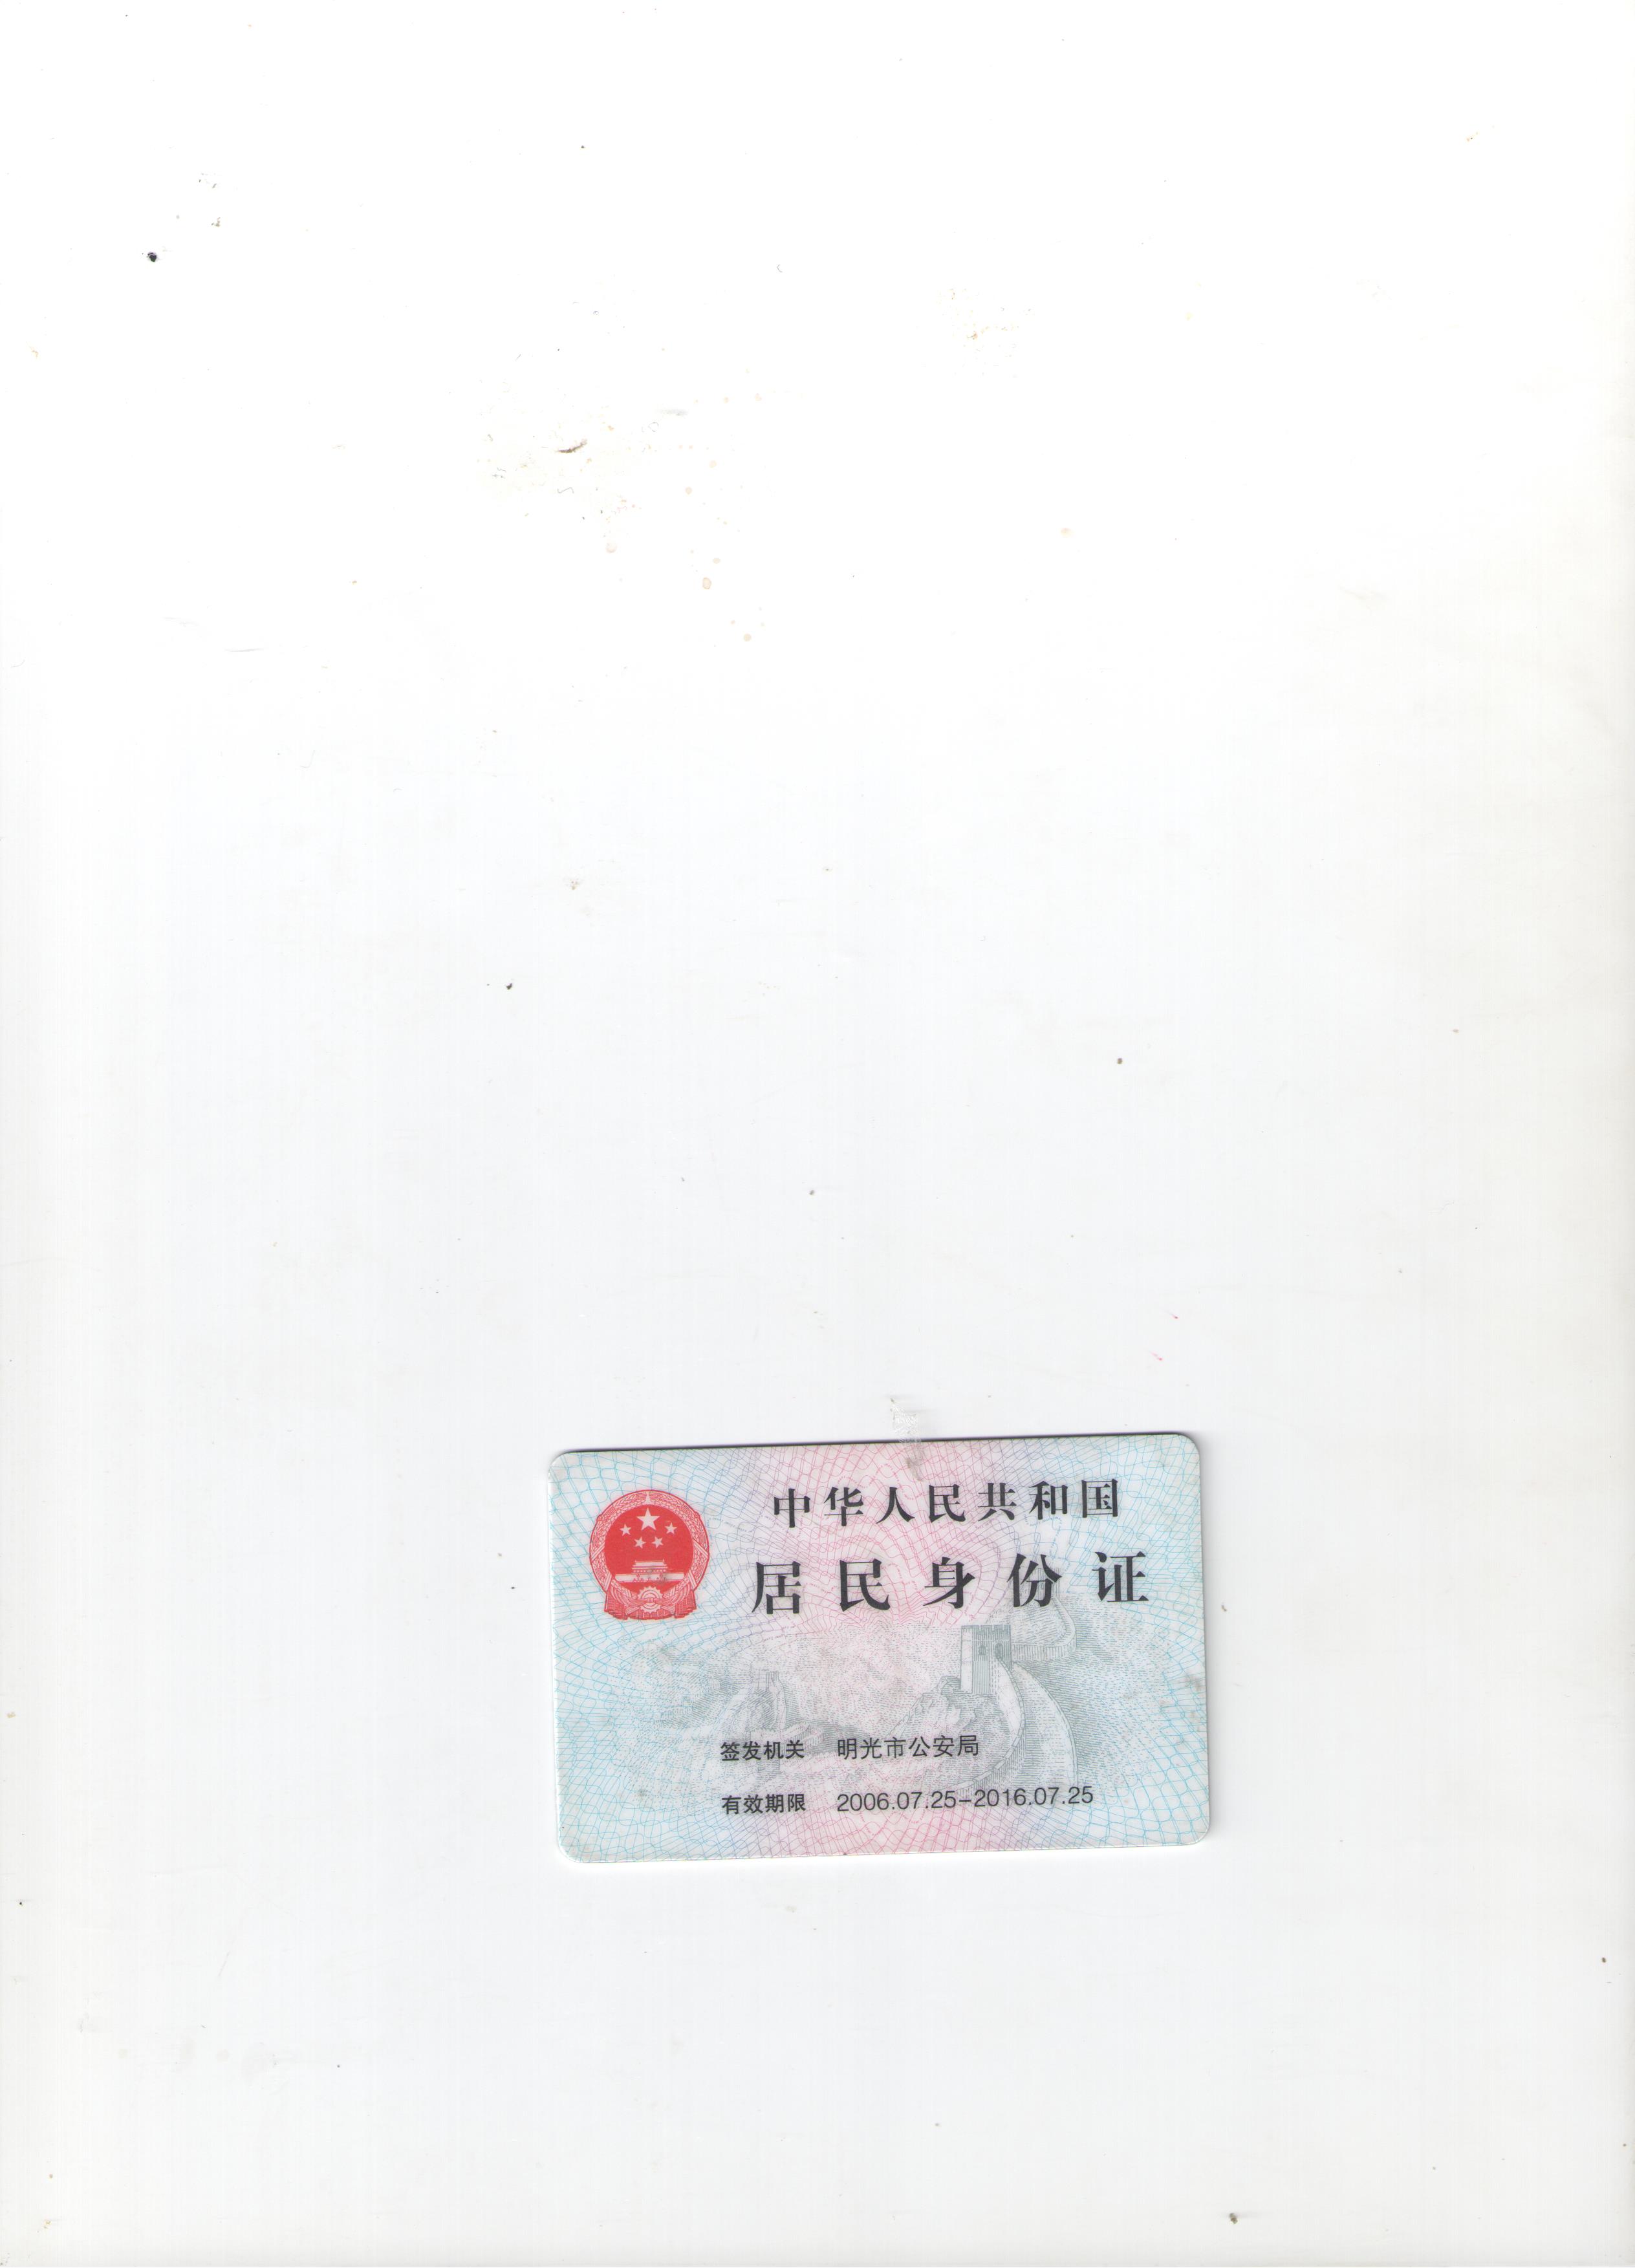 中华人民共和国
居民身份证
签发机关 明光市公安局
有效期限 2006.07.25-2016.07.25